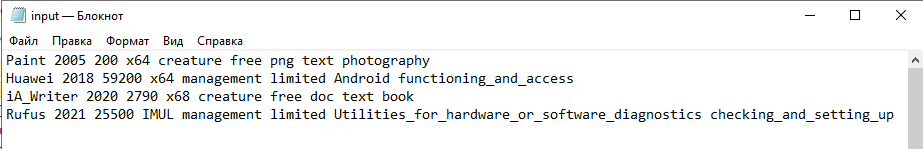 input — Блокнот
Файл Правка Формат Вид Справка
Paint 2005 200 x64 creature free png text photography
Huawei 2018 59200 x64 management limited Android functioning_and_access
iA_Writer 2020 2790 x68 creature free doc text book
Rufus 2021 25500 IMUL management limited Utilities_for_hardware_or_software_diagnostics checking_and_setting_up